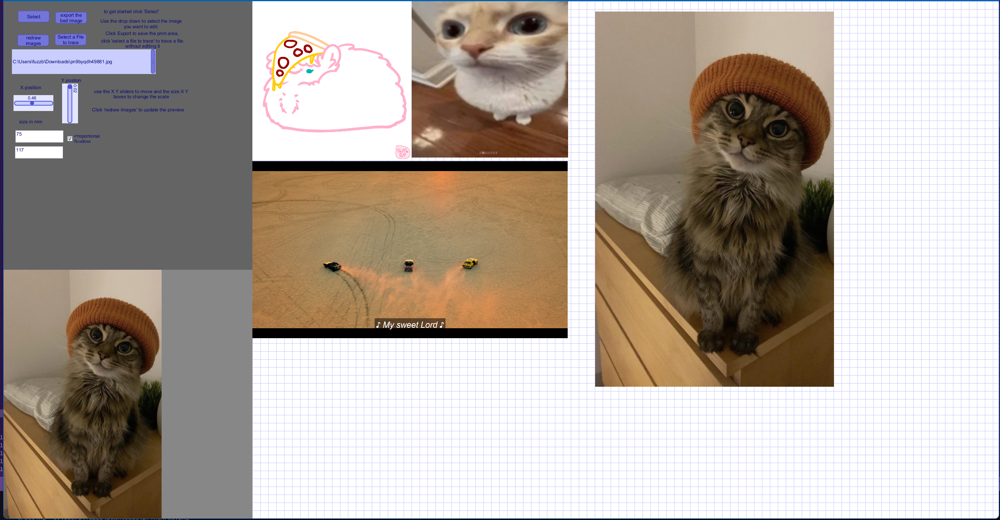 Select
export the
bed image
to get started click 'Select'
Use the drop down to select the image
you want to edit.
Click Export to save the print area,
redraw
images
Select a File
to trace
click 'select a file to trace' to trace a file.
without editing it
C:\Users\fuzzb\Downloads\pn9byqdh49881.jpg
:
X position
0.46
Y postion
0.02
use the X Y sliders to move and the size X Y
boxes to change the scale
Click 'redraw Images' to update the preview
size in mm
75
Proportional
Scalling
117
Fluffle
Puff
♪ My sweet Lord ♪